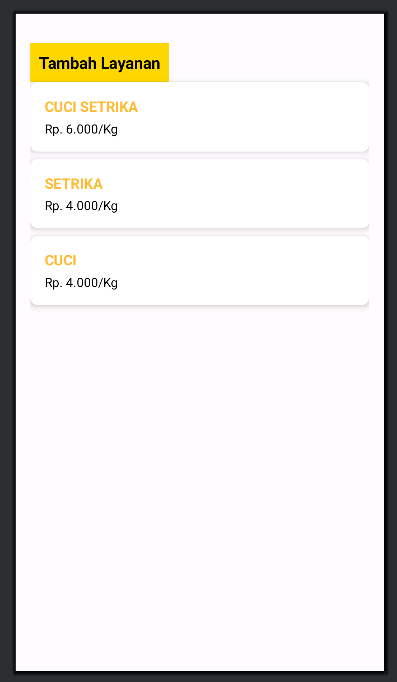 Tambah Layanan
CUCI SETRIKA
Rp. 6.000/Kg
SETRIKA
Rp. 4.000/Kg
CUCI
Rp. 4.000/Kg